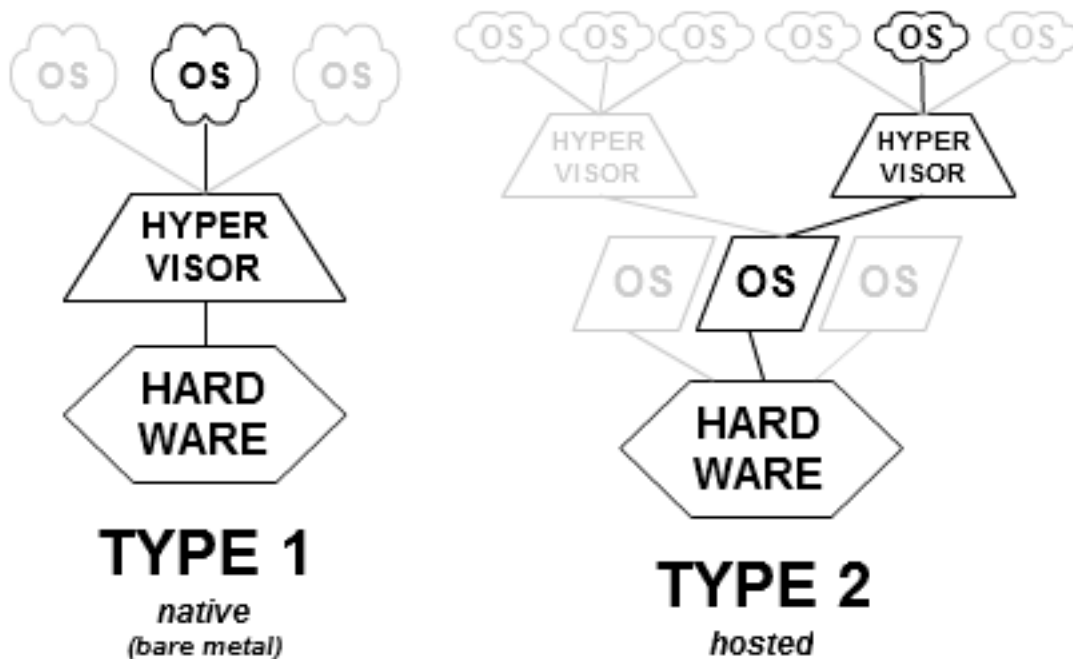 OS OS OS
HYPER
VISOR
HARD
WARE
TYPE 1
native
(bare metal)
OS OS OS OS OS OS
HYPER HYPER
VISOR VISOR
OS OS OS
HARD
WARE
TYPE 2
hosted